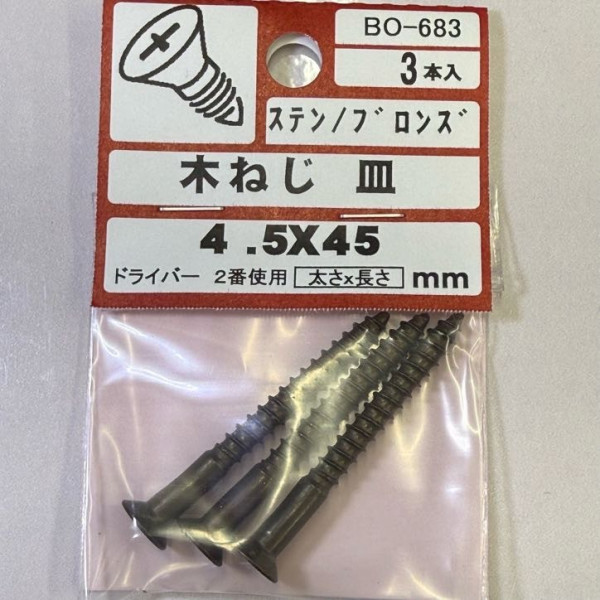 BO-683
3本入
ステン/ブロンズ
木ねじ 皿
4.5X45
ドライバー 2番使用 太さx長さ mm